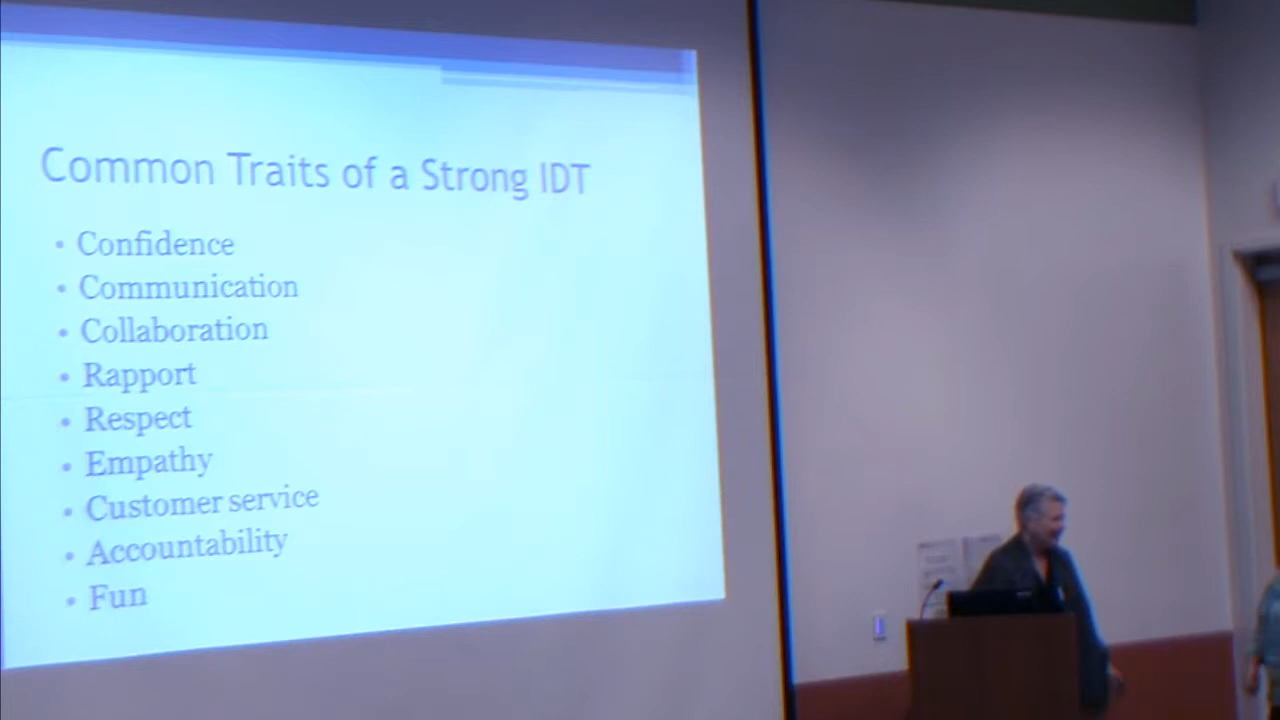 Common Traits of a Strong IDT
• Confidence
• Communication
• Collaboration
• Rapport
• Respect
• Empathy
• Customer service
• Accountability
• Fun